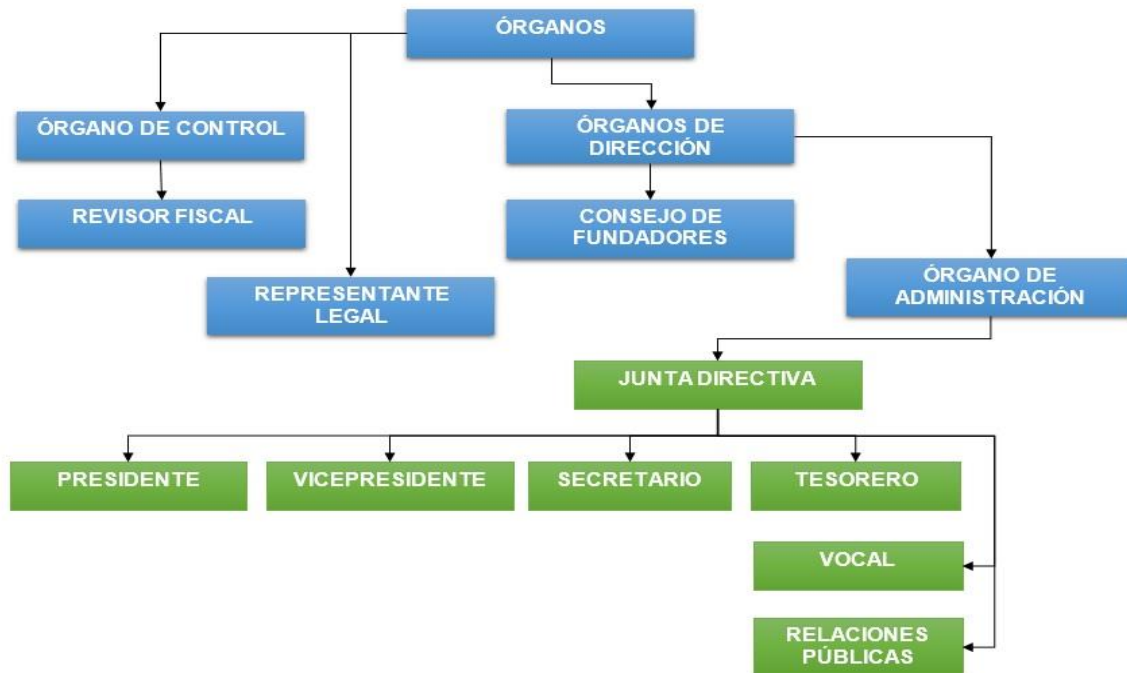 ÓRGANOS
ÓRGANO DE CONTROL
ÓRGANOS DE
DIRECCIÓN
REVISOR FISCAL
CONSEJO DE
FUNDADORES
REPRESENTANTE
LEGAL
ÓRGANO DE
ADMINISTRACIÓN
JUNTA DIRECTIVA
PRESIDENTE
VICEPRESIDENTE
SECRETARIO
TESORERO
VOCAL
RELACIONES
PÚBLICAS